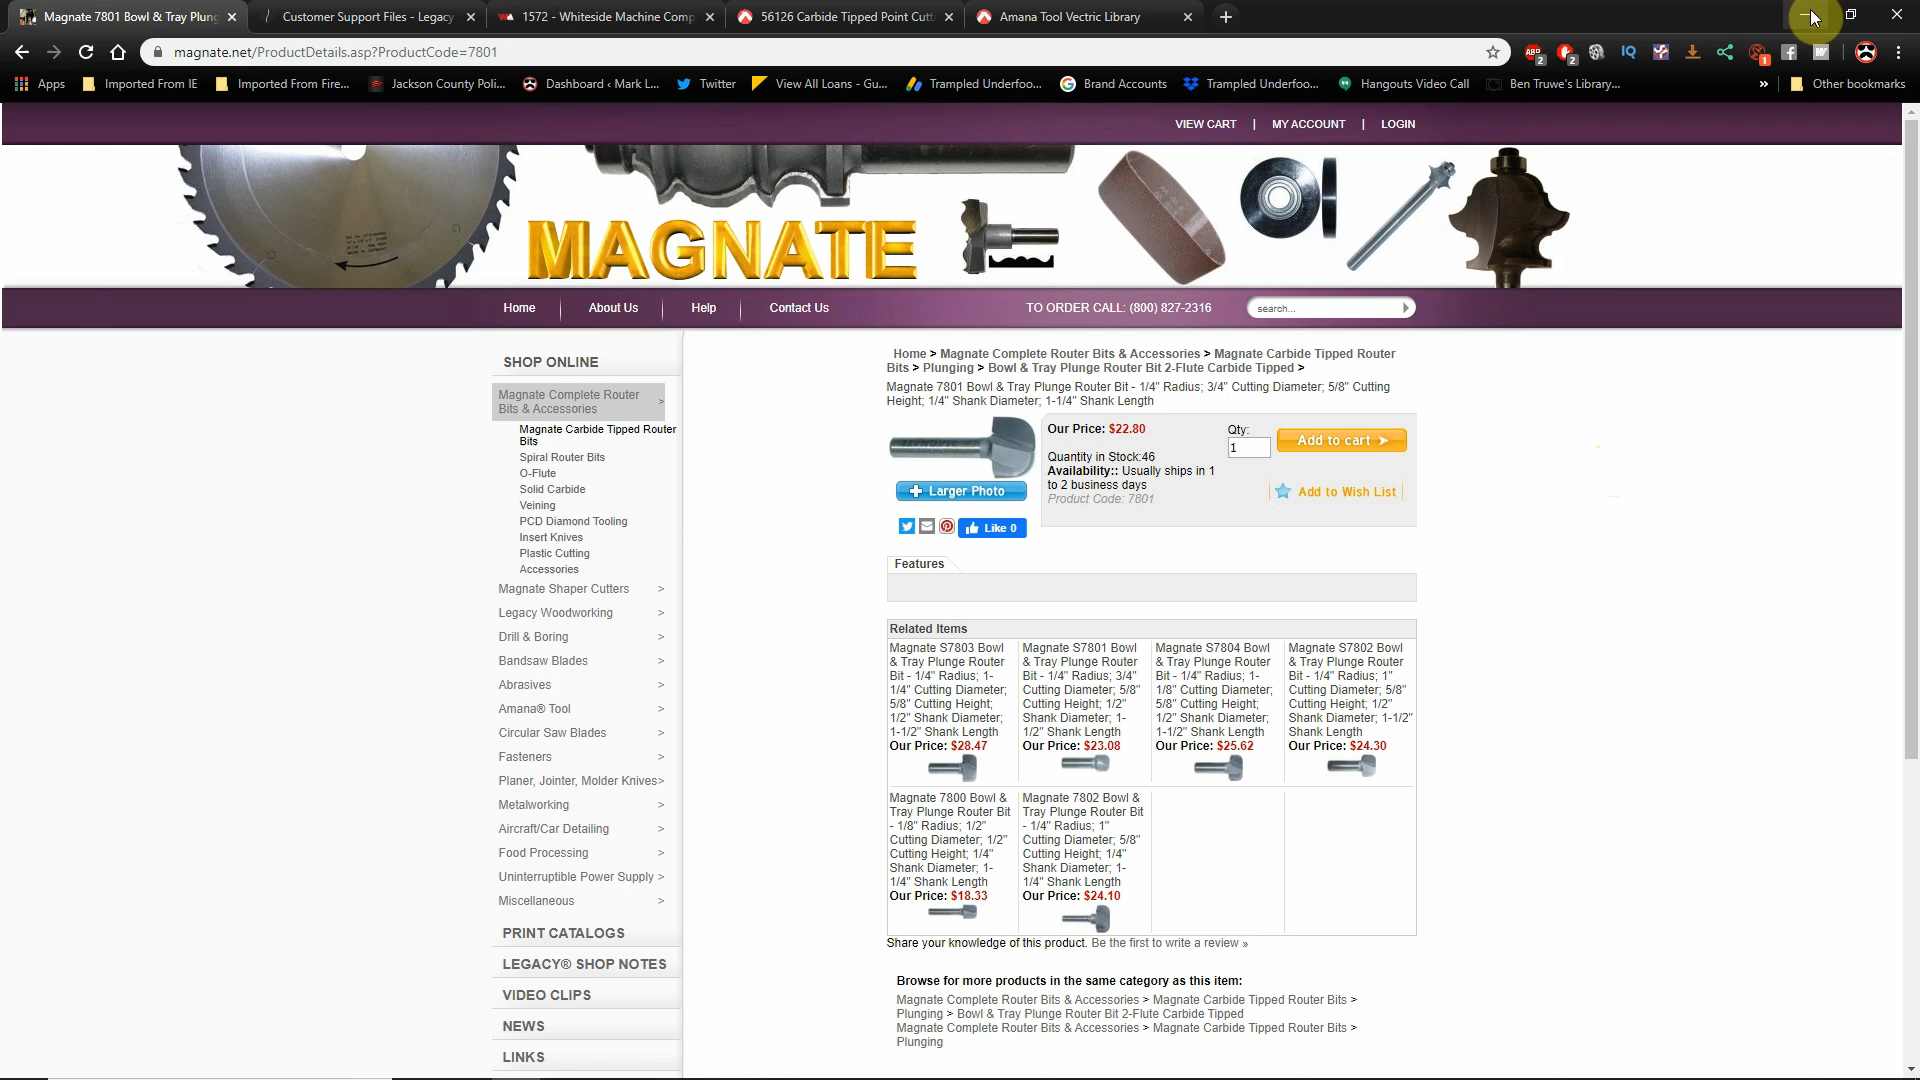 Magnate 7801 Bowl & Tray Plung
Customer Support Files - Legacy
1572 - Whiteside Machine Comp
56126 Carbide Tipped Point Cutt
Amana Tool Vectric Library
magnate.net/ProductDetails.asp?ProductCode=7801
Apps
Imported From IE
Imported From Fire...
Jackson County Poli...
Dashboard ‹ Mark L...
Twitter
View All Loans - Gu...
Trampled Underfoo...
Brand Accounts
Trampled Underfoo...
Hangouts Video Call
Ben Truwe's Library...
»
Other bookmarks
VIEW CART | MY ACCOUNT | LOGIN
MAGNATE
Home
About Us
Help
Contact Us
TO ORDER CALL: (800) 827-2316
search...
SHOP ONLINE
Magnate Complete Router
Bits & Accessories >
Magnate Carbide Tipped Router
Bits
Spiral Router Bits
O-Flute
Solid Carbide
Veining
PCD Diamond Tooling
Insert Knives
Plastic Cutting
Accessories
Magnate Shaper Cutters >
Legacy Woodworking >
Drill & Boring >
Bandsaw Blades >
Abrasives >
Amana® Tool >
Circular Saw Blades >
Fasteners >
Planer, Jointer, Molder Knives>
Metalworking >
Aircraft/Car Detailing >
Food Processing >
Uninterruptible Power Supply >
Miscellaneous >
PRINT CATALOGS
LEGACY® SHOP NOTES
VIDEO CLIPS
NEWS
LINKS
Home > Magnate Complete Router Bits & Accessories > Magnate Carbide Tipped Router
Bits > Plunging > Bowl & Tray Plunge Router Bit 2-Flute Carbide Tipped >
Magnate 7801 Bowl & Tray Plunge Router Bit - 1/4" Radius; 3/4" Cutting Diameter; 5/8" Cutting
Height; 1/4" Shank Diameter; 1-1/4" Shank Length
Larger Photo
Like 0
Our Price: $22.80
Quantity in Stock:46
Availability:: Usually ships in 1
to 2 business days
Product Code: 7801
Qty:
1
Add to cart
Add to Wish List
Features
Related Items
Magnate S7803 Bowl
& Tray Plunge Router
Bit - 1/4" Radius; 1-
1/4" Cutting Diameter;
5/8" Cutting Height;
1/2" Shank Diameter;
1-1/2" Shank Length
Our Price: $28.47
Magnate S7801 Bowl
& Tray Plunge Router
Bit - 1/4" Radius; 3/4"
Cutting Diameter; 5/8"
Cutting Height; 1/2"
Shank Diameter; 1-
1/2" Shank Length
Our Price: $23.08
Magnate S7804 Bowl
& Tray Plunge Router
Bit - 1/4" Radius; 1-
1/8" Cutting Diameter;
5/8" Cutting Height;
1/2" Shank Diameter;
1-1/2" Shank Length
Our Price: $25.62
Magnate S7802 Bowl
& Tray Plunge Router
Bit - 1/4" Radius; 1"
Cutting Diameter; 5/8"
Cutting Height; 1/2"
Shank Diameter; 1-1/2"
Shank Length
Our Price: $24.30
Magnate 7800 Bowl &
Tray Plunge Router Bit
- 1/8" Radius; 1/2"
Cutting Diameter; 1/2"
Cutting Height; 1/4"
Shank Diameter; 1-
1/4" Shank Length
Our Price: $18.33
Magnate 7802 Bowl &
Tray Plunge Router Bit
- 1/4" Radius; 1"
Cutting Diameter; 5/8"
Cutting Height; 1/4"
Shank Diameter; 1-
1/4" Shank Length
Our Price: $24.10
Share your knowledge of this product. Be the first to write a review »
Browse for more products in the same category as this item:
Magnate Complete Router Bits & Accessories > Magnate Carbide Tipped Router Bits >
Plunging > Bowl & Tray Plunge Router Bit 2-Flute Carbide Tipped
Magnate Complete Router Bits & Accessories > Magnate Carbide Tipped Router Bits >
Plunging